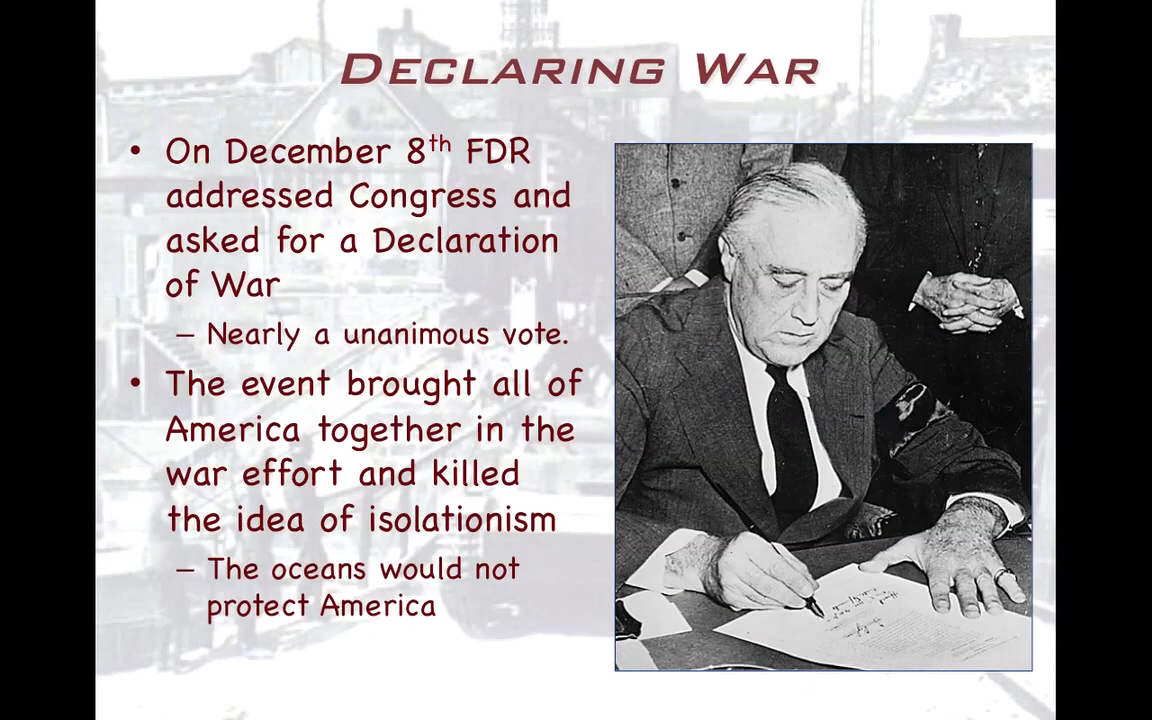 DECLARING WAR
• On December 8th FDR
addressed Congress and
asked for a Declaration
of War
– Nearly a unanimous vote.
• The event brought all of
America together in the
war effort and killed
the idea of isolationism
– The oceans would not
protect America